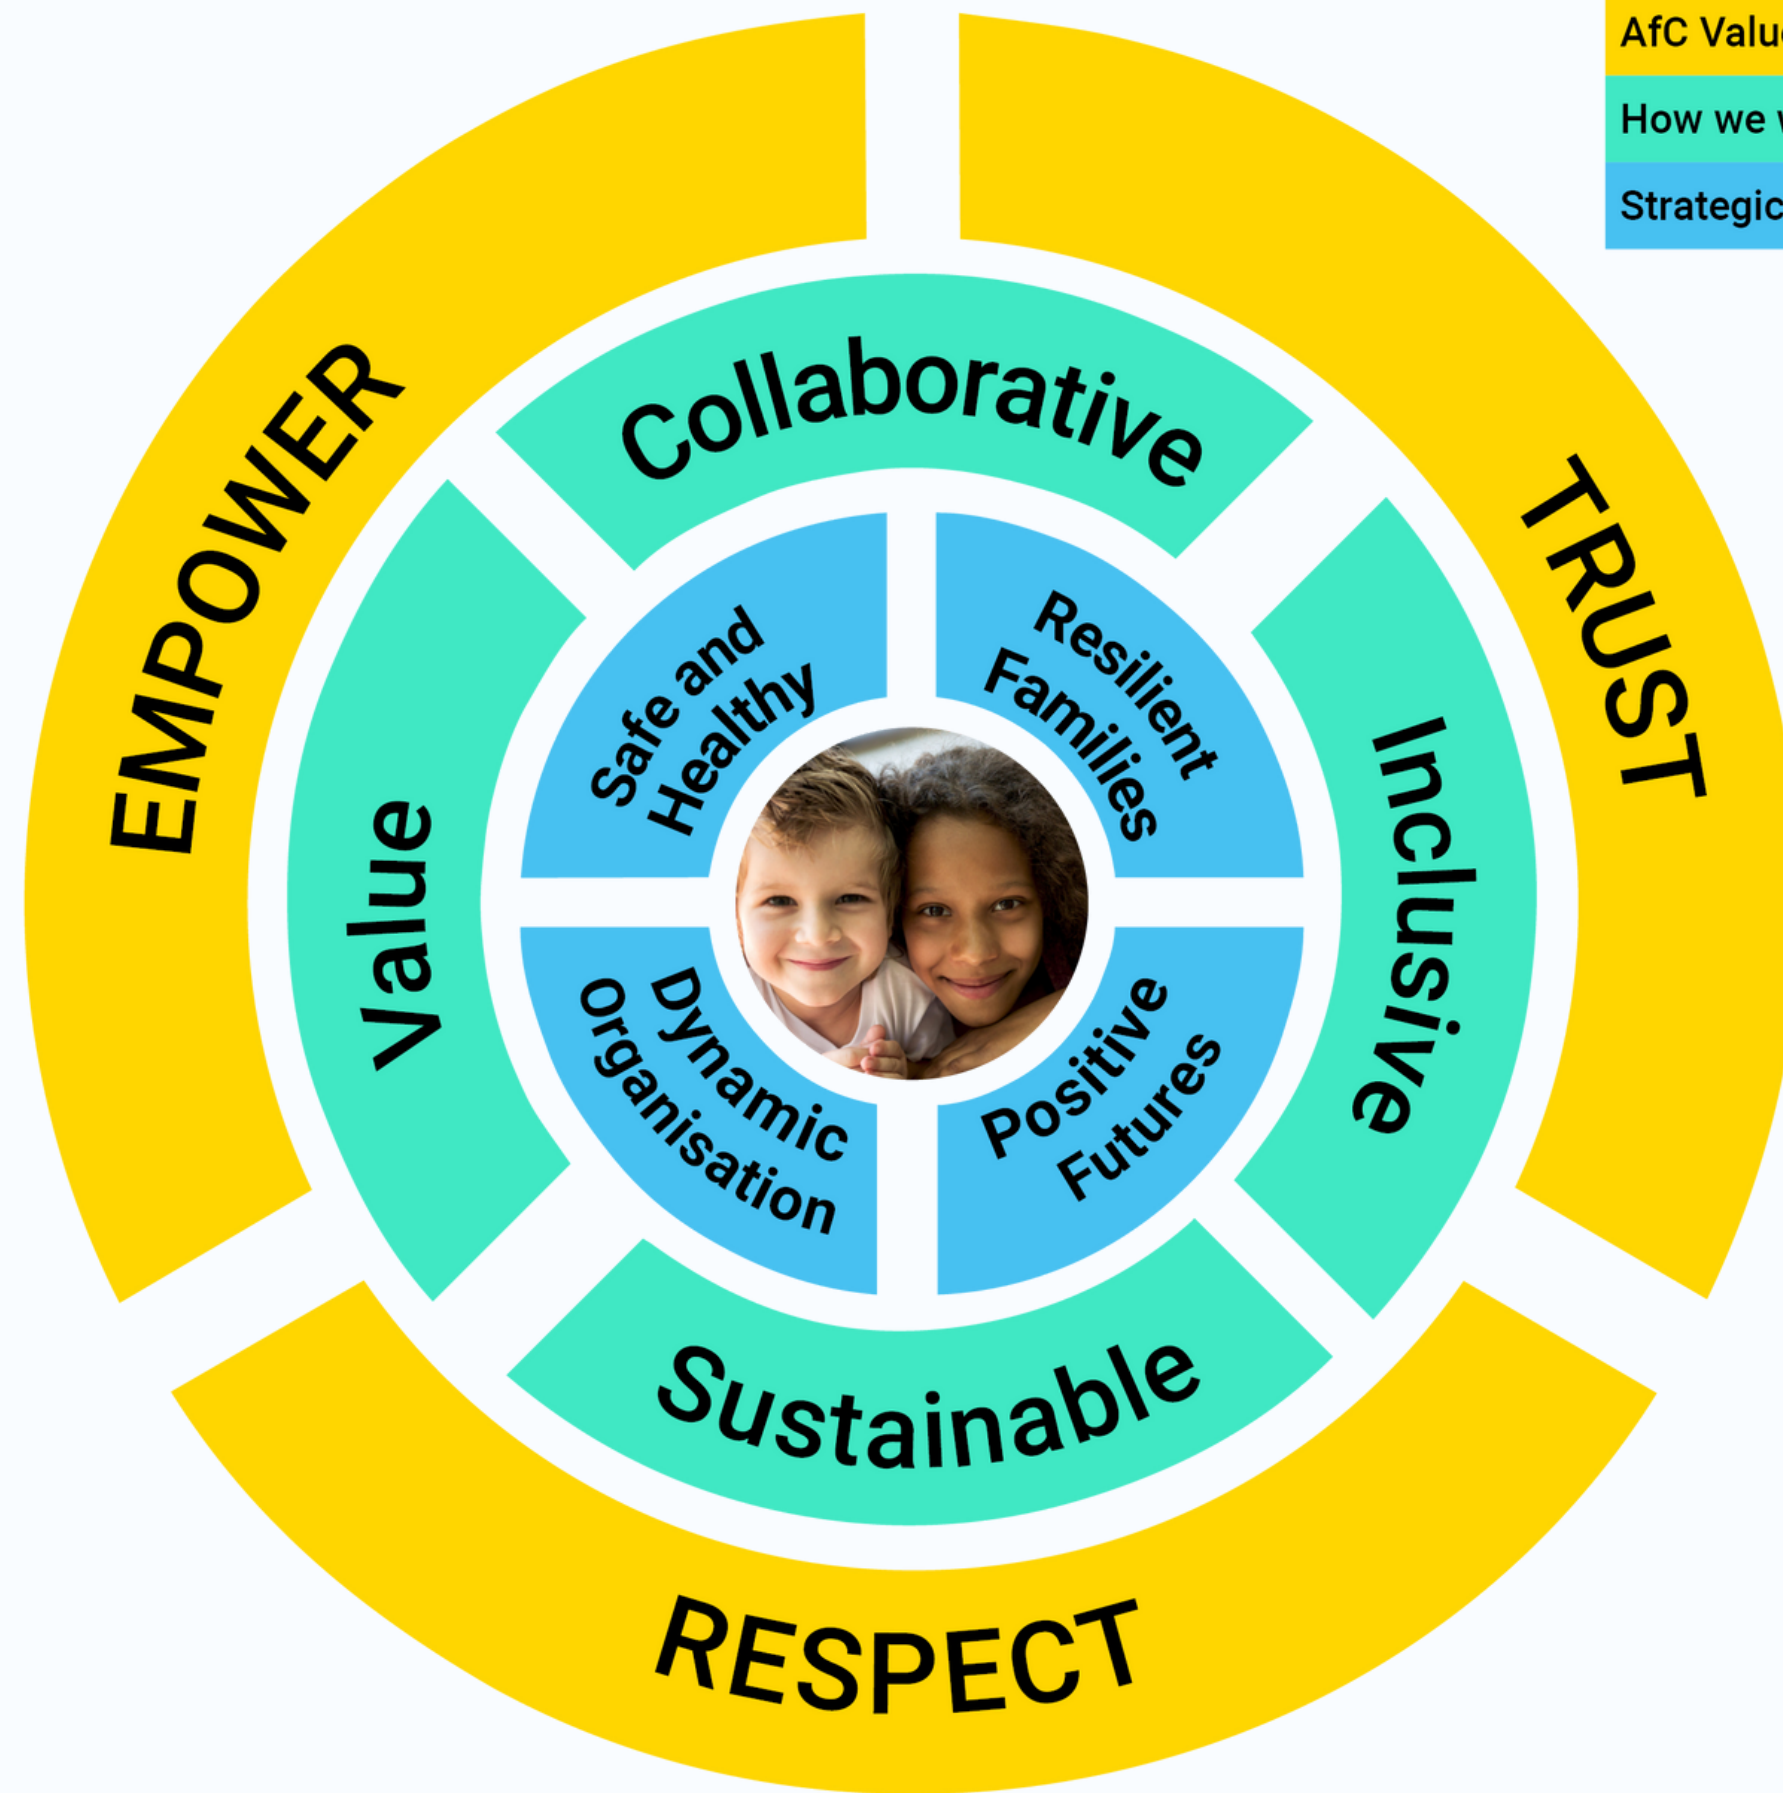 AfC Valu
How we
Strategic
EMPOWER
TRUST
RESPECT
Collaborative
Inclusive
Sustainable
Value
Safe and
Healthy
Resilient
Families
Positive
Futures
Dynamic
Organisation